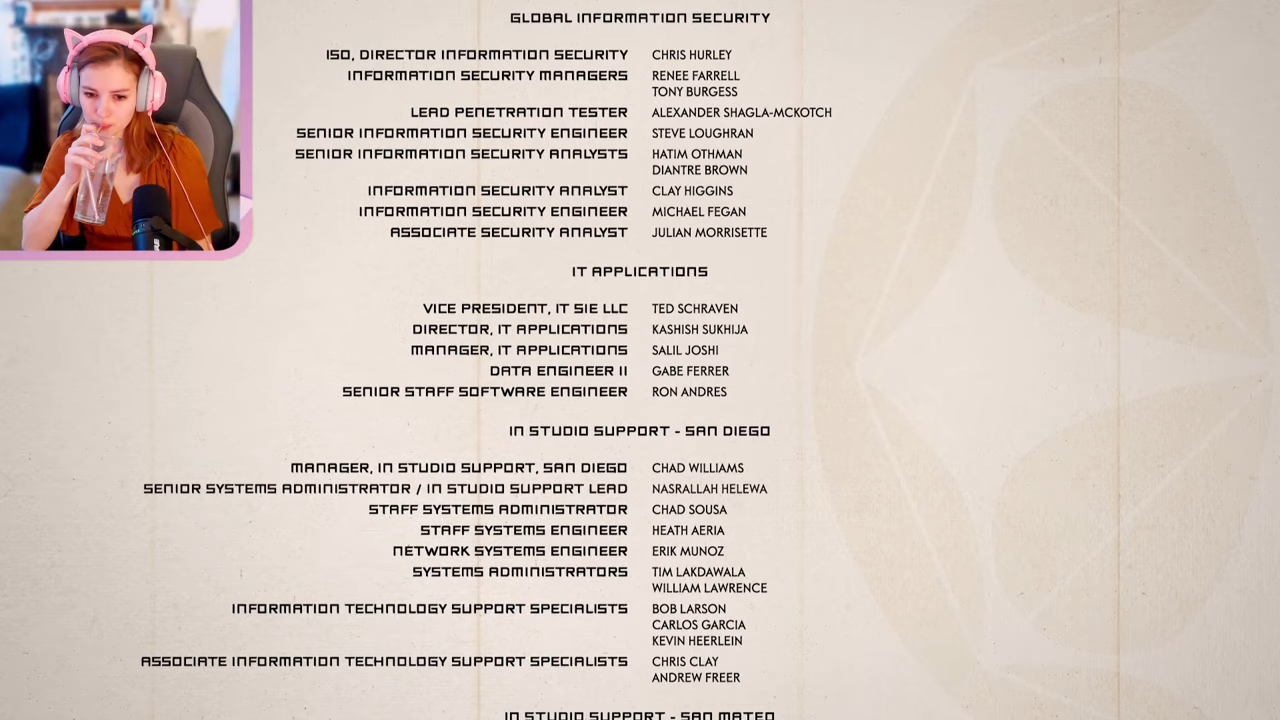 GLOBAL INFORMATION SECURITY
ISO, DIRECTOR INFORMATION SECURITY CHRIS HURLEY
INFORMATION SECURITY MANAGERS RENEE FARRELL
TONY BURGESS
LEAD PENETRATION TESTER ALEXANDER SHAGLA-MCKOTCH
SENIOR INFORMATION SECURITY ENGINEER STEVE LOUGHRAN
SENIOR INFORMATION SECURITY ANALYSTS HATIM OTHMAN
DIANTRE BROWN
INFORMATION SECURITY ANALYST CLAY HIGGINS
INFORMATION SECURITY ENGINEER MICHAEL FEGAN
ASSOCIATE SECURITY ANALYST JULIAN MORRISETTE
IT APPLICATIONS
VICE PRESIDENT, IT SIE LLC TED SCHRAVEN
DIRECTOR, IT APPLICATIONS KASHISH SUKHIJA
MANAGER, IT APPLICATIONS SALIL JOSHI
DATA ENGINEER II GABE FERRER
SENIOR STAFF SOFTWARE ENGINEER RON ANDRES
IN STUDIO SUPPORT - SAN DIEGO
MANAGER, IN STUDIO SUPPORT, SAN DIEGO CHAD WILLIAMS
SENIOR SYSTEMS ADMINISTRATOR / IN STUDIO SUPPORT LEAD NASRALLAH HELEWA
STAFF SYSTEMS ADMINISTRATOR CHAD SOUSA
STAFF SYSTEMS ENGINEER HEATH AERIA
NETWORK SYSTEMS ENGINEER ERIK MUNOZ
SYSTEMS ADMINISTRATORS TIM LAKDAWALA
WILLIAM LAWRENCE
INFORMATION TECHNOLOGY SUPPORT SPECIALISTS BOB LARSON
CARLOS GARCIA
KEVIN HEERLEIN
ASSOCIATE INFORMATION TECHNOLOGY SUPPORT SPECIALISTS CHRIS CLAY
ANDREW FREER
IN STUDIO SUPPORT - SAN MATEO